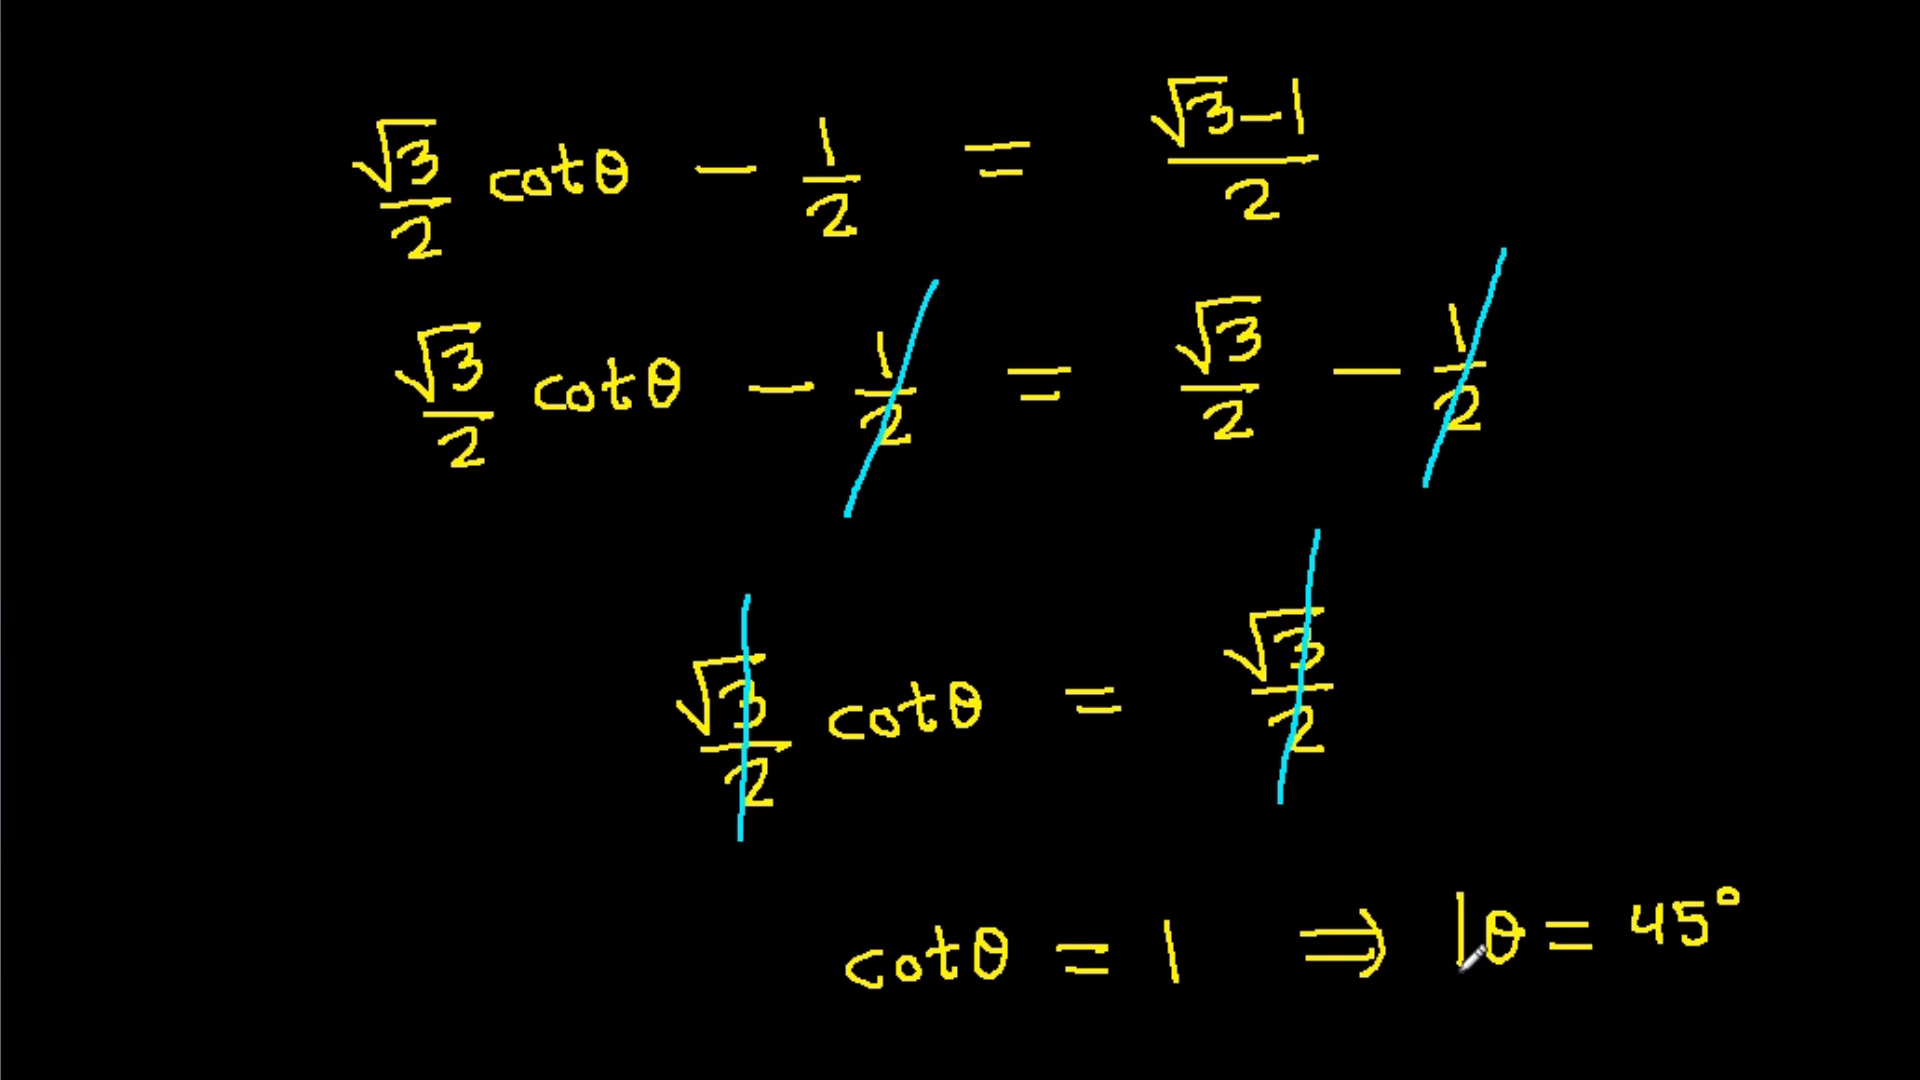 √3/2 cotθ - 1/2 = (√3-1)/2
√3/2 cotθ - 1/2 = √3/2 - 1/2
√3/2 cotθ = √3/2
cotθ = 1 ⇒ θ = 45°